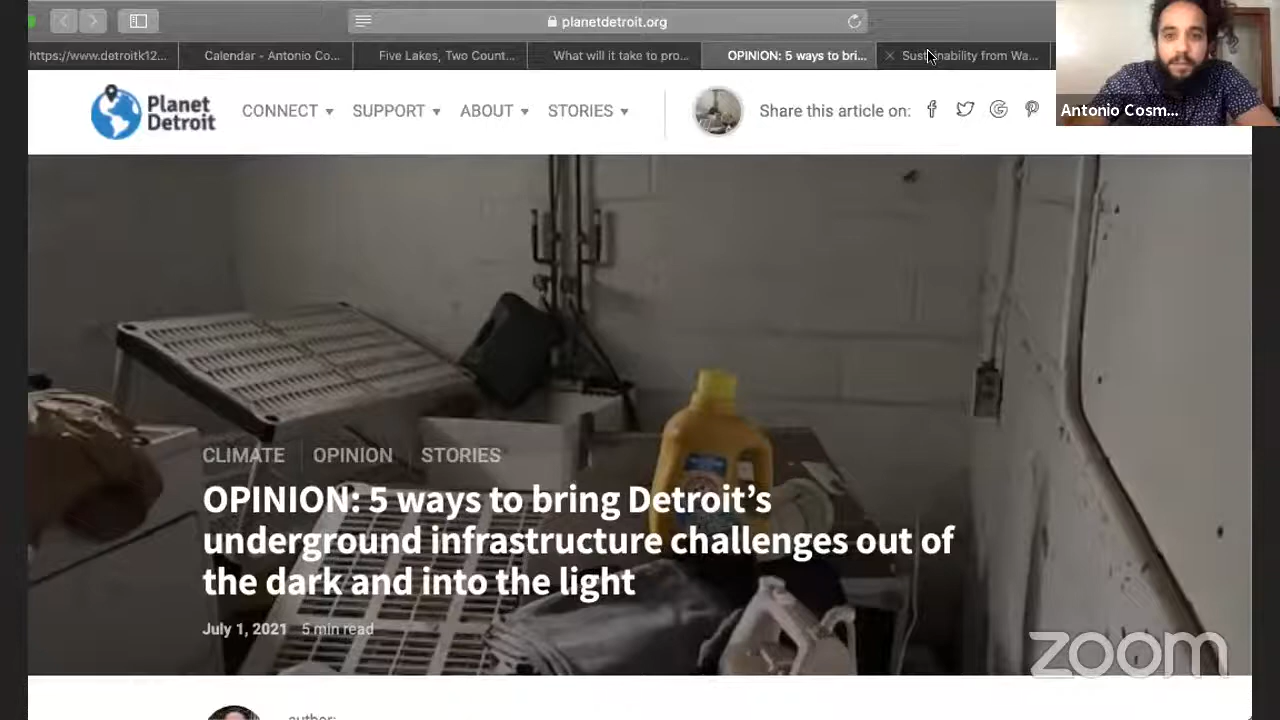 planetdetroit.org
https://www.detroitk12...
Calendar - Antonio Co...
Five Lakes, Two Count...
What will it take to pro...
OPINION: 5 ways to bri...
Sustainability from Wa...
Planet
Detroit
CONNECT
SUPPORT
ABOUT
STORIES
Share this article on:
Antonio Cosm...
CLIMATE
OPINION
STORIES
OPINION: 5 ways to bring Detroit's
underground infrastructure challenges out of
the dark and into the light
July 1, 2021 5 min read
zoom
author: